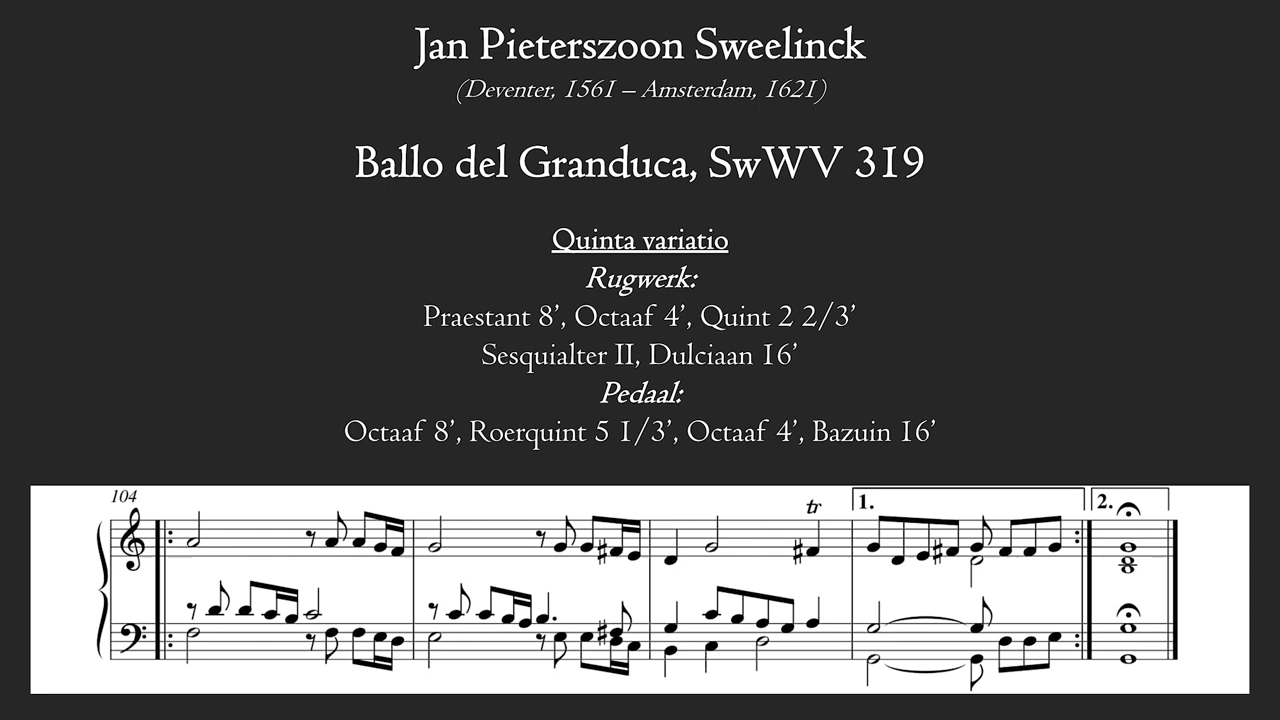 Jan Pieterszoon Sweelinck
(Deventer, 1561 – Amsterdam, 1621)
Ballo del Granduca, SwWV 319
Quinta variatio
Rugwerk:
Praestant 8’, Octaaf 4’, Quint 2 2/3’
Sesquialter II, Dulciaan 16’
Pedaal:
Octaaf 8’, Roerquint 5 1/3’, Octaaf 4’, Bazuin 16’
104
tr
1.
2.